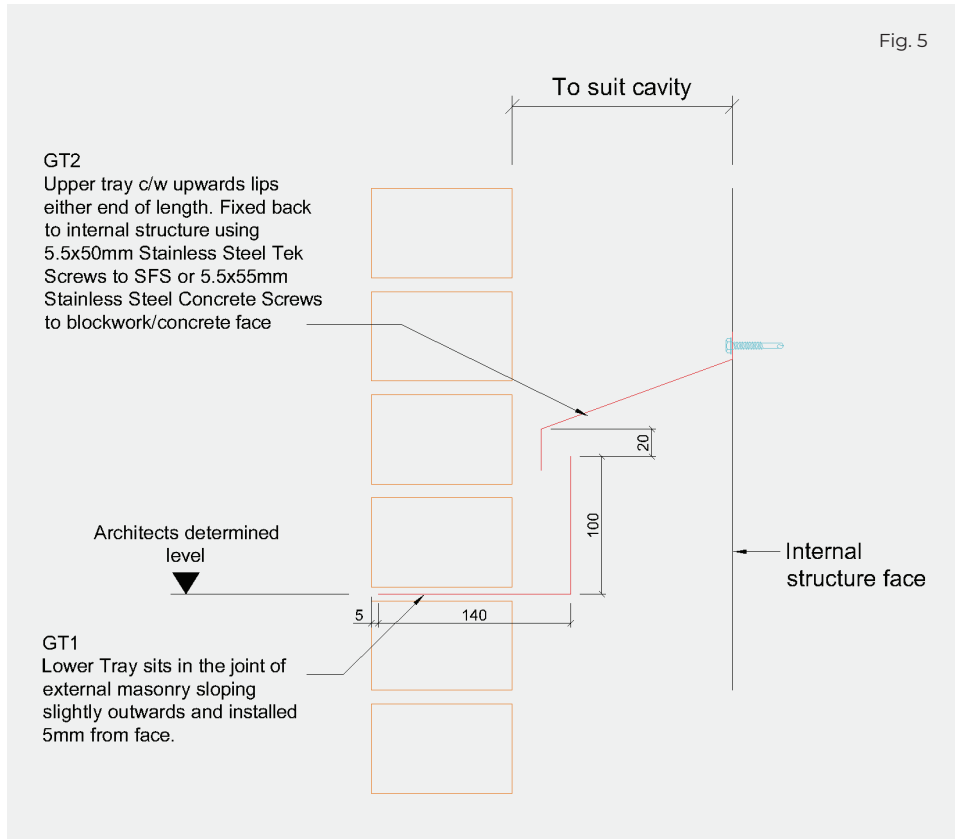 Fig. 5
To suit cavity
GT2
Upper tray c/w upwards lips
either end of length. Fixed back
to internal structure using
5.5x50mm Stainless Steel Tek
Screws to SFS or 5.5x55mm
Stainless Steel Concrete Screws
to blockwork/concrete face
20
100
Architects determined
level
Internal
structure face
5
140
GT1
Lower Tray sits in the joint of
external masonry sloping
slightly outwards and installed
5mm from face.